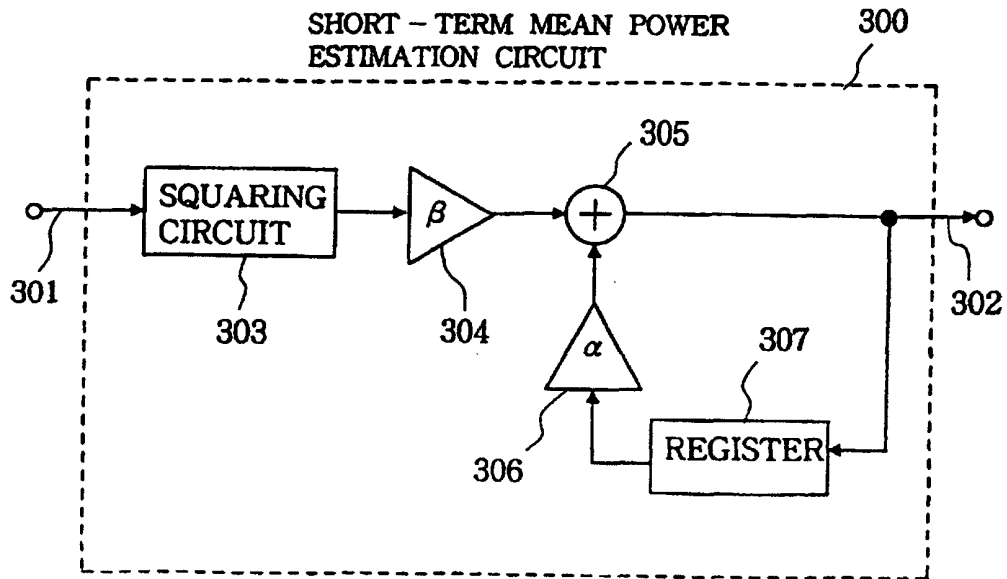 SHORT - TERM MEAN POWER
ESTIMATION CIRCUIT
300
305
SQUARING
CIRCUIT
β
301
303
304
302
α
307
306
REGISTER